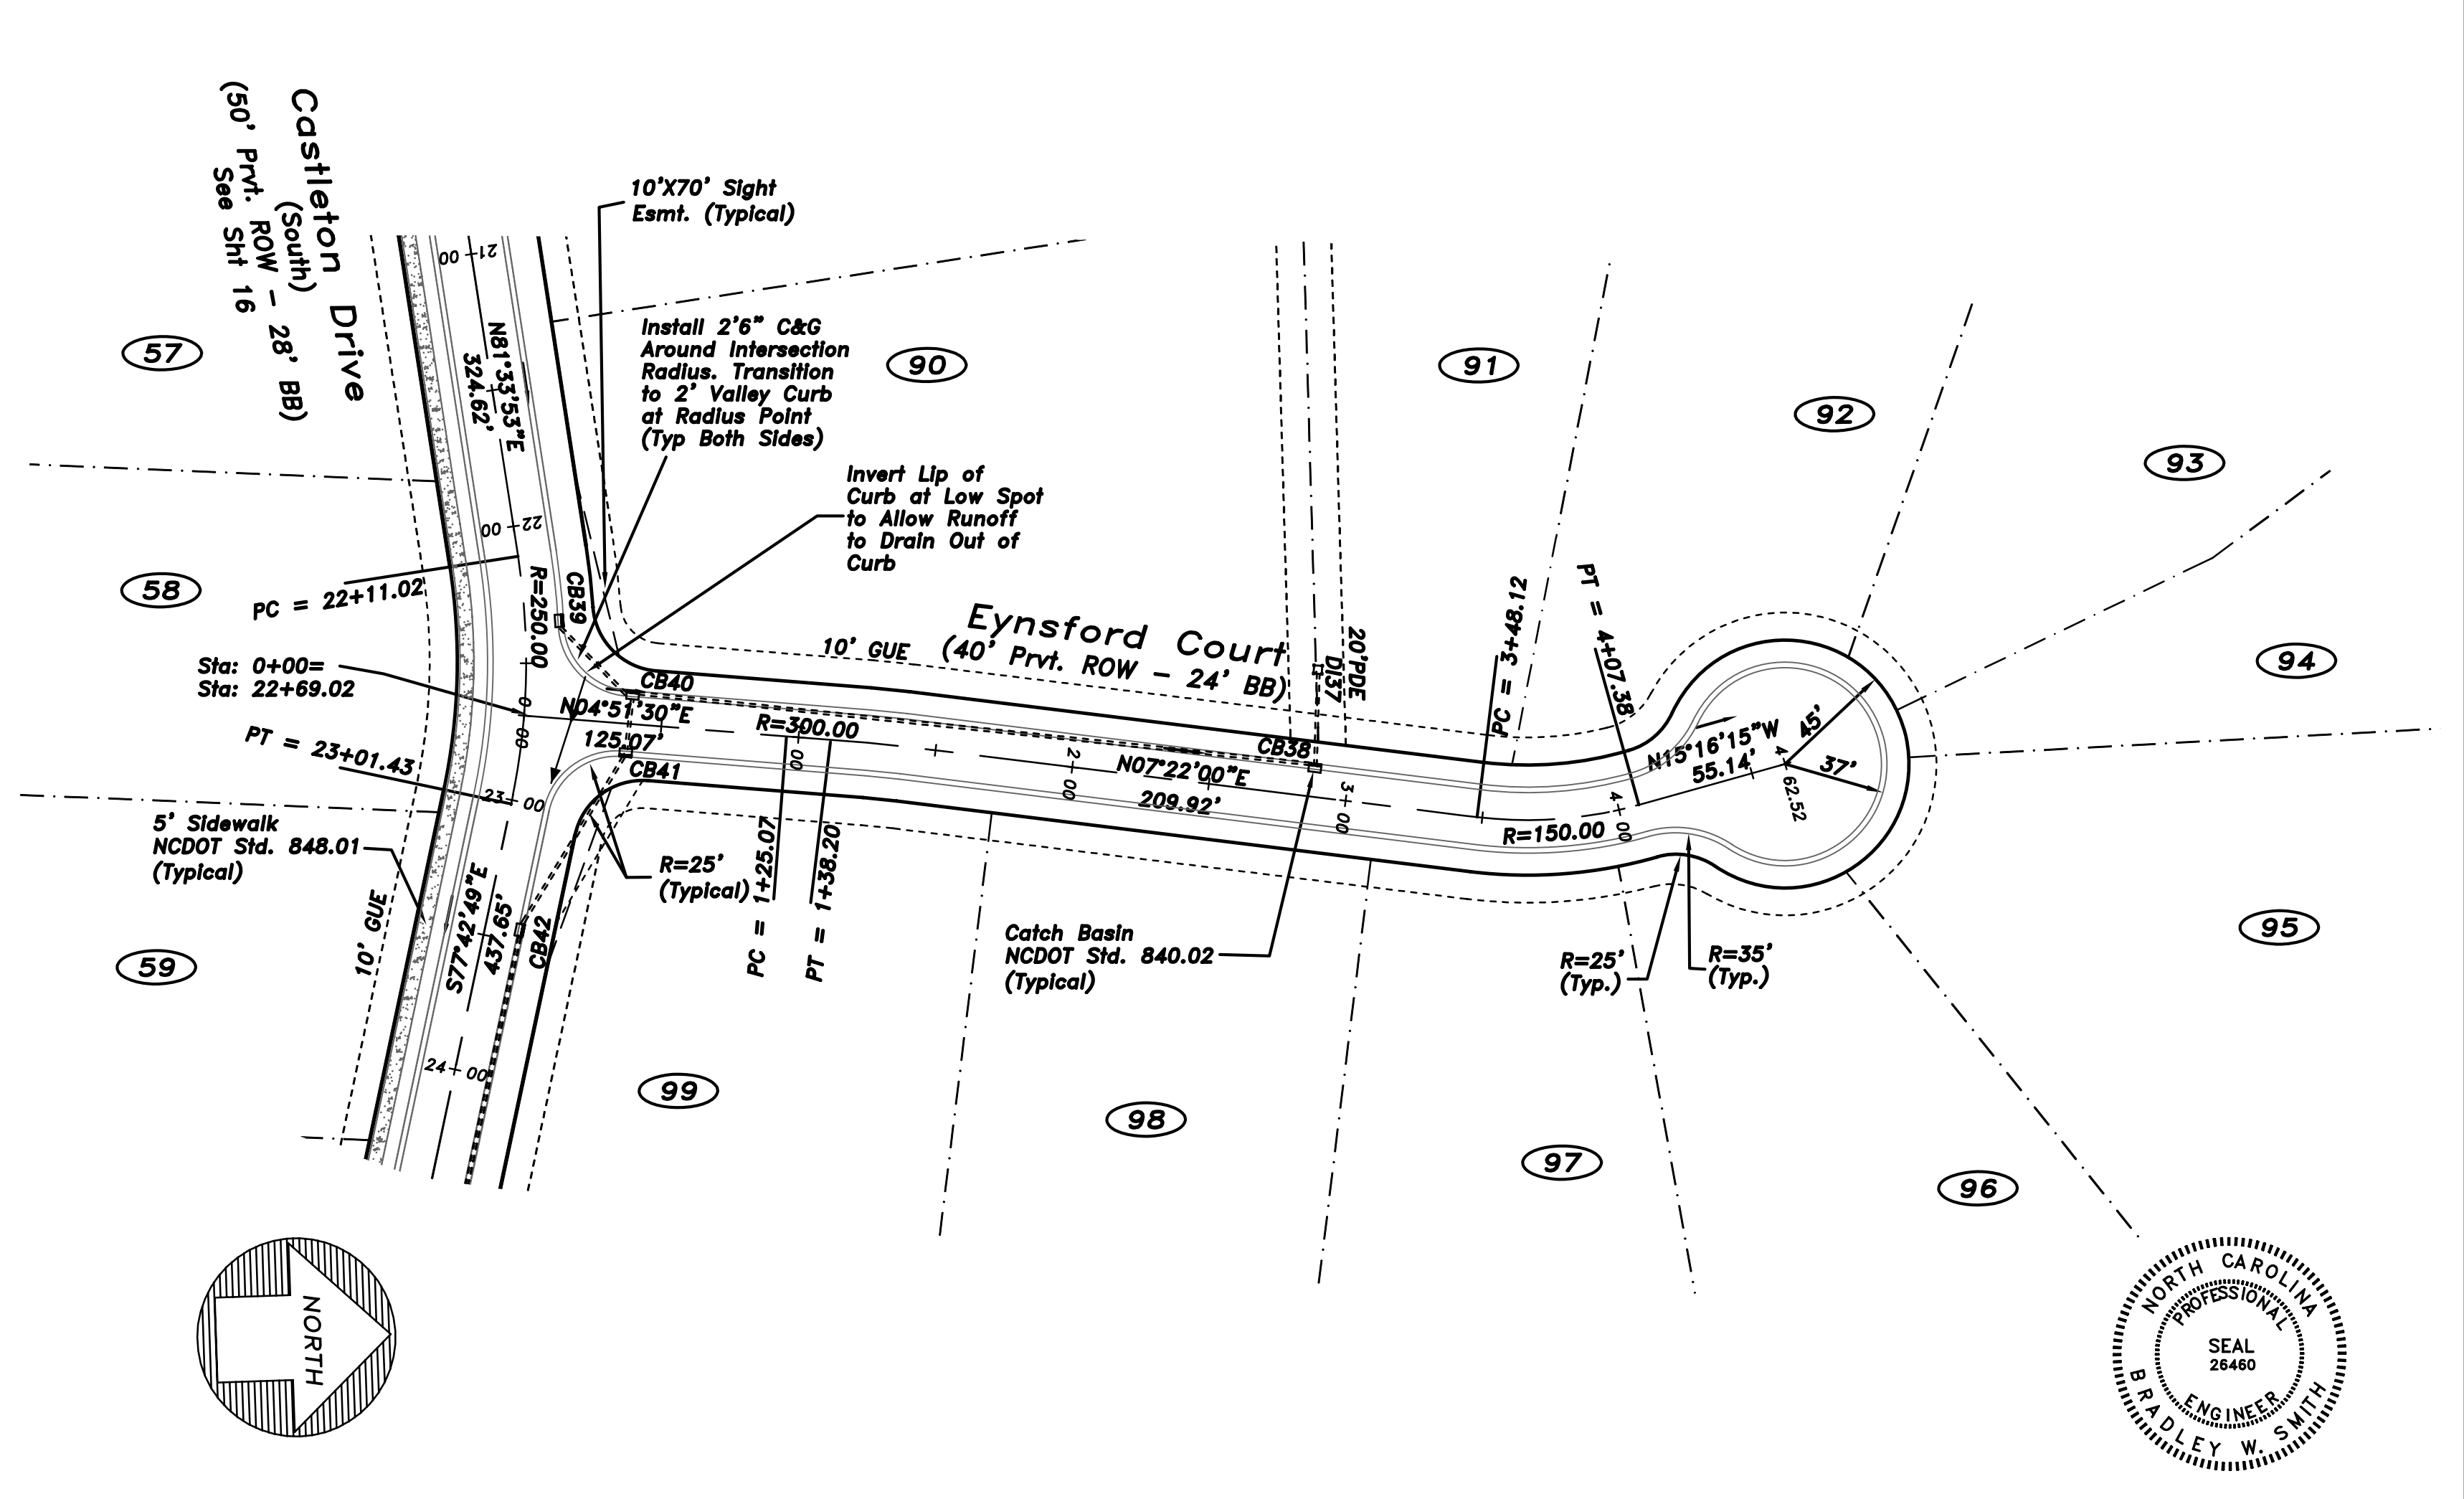 Castleton Drive
(South)
(50' Prvt. ROW - 28' BB)
See Sht 16
10'X70' Sight
Esmt. (Typical)
Install 2'6" C&G
Around Intersection
Radius. Transition
to 2' Valley Curb
at Radius Point
(Typ Both Sides)
Invert Lip of
Curb at Low Spot
to Allow Runoff
to Drain Out of
Curb
57
58
59
90
91
92
93
94
95
96
97
98
99
21 00
N81°33'53"E
324.62'
22 00
PC = 22+11.02
R=250.00
CB39
Sta: 0+00=
Sta: 22+69.02
0 00
PT = 23+01.43
23 00
5' Sidewalk
NCDOT Std. 848.01
(Typical)
10' GUE
S77°42'49"E
437.65'
CB42
24 00
Eynsford Court
10' GUE
(40' Prvt. ROW - 24' BB)
CB40
N04°51'30"E
125.07'
CB41
R=300.00
1 00
R=25'
(Typical)
PC = 1+25.07
PT = 1+38.20
2 00
N07°22'00"E
209.92'
CB38
DI37
20'PDE
3 00
Catch Basin
NCDOT Std. 840.02
(Typical)
PC = 3+48.12
PT = 4+07.38
R=150.00
4 00
N15°16'15"W
55.14'
45'
37'
4 62.52
R=25'
(Typ.)
R=35'
(Typ.)
NORTH
NORTH CAROLINA
PROFESSIONAL
SEAL
26460
ENGINEER
BRADLEY W. SMITH